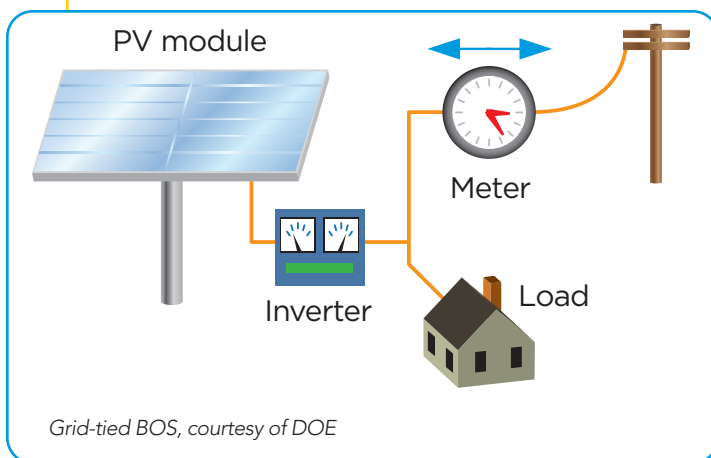 PV module
Meter
Inverter
Load
Grid-tied BOS, courtesy of DOE